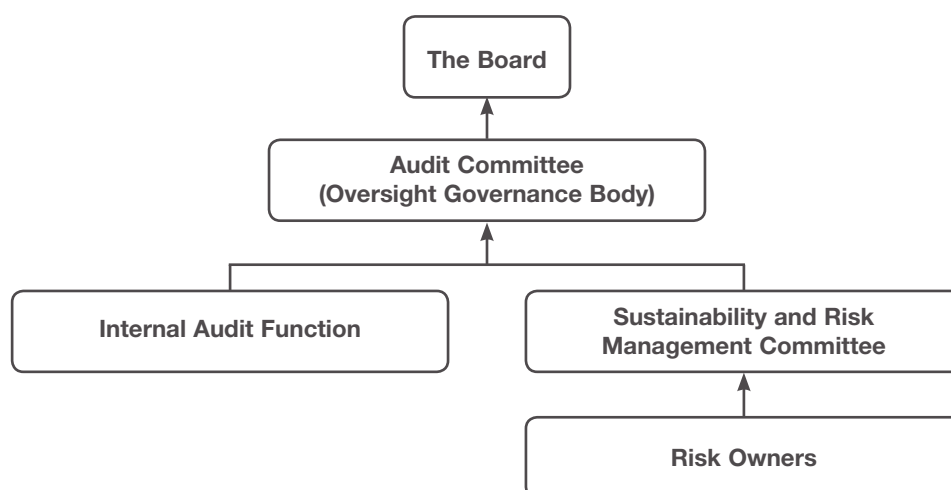 The Board
Audit Committee
(Oversight Governance Body)
Internal Audit Function
Sustainability and Risk
Management Committee
Risk Owners